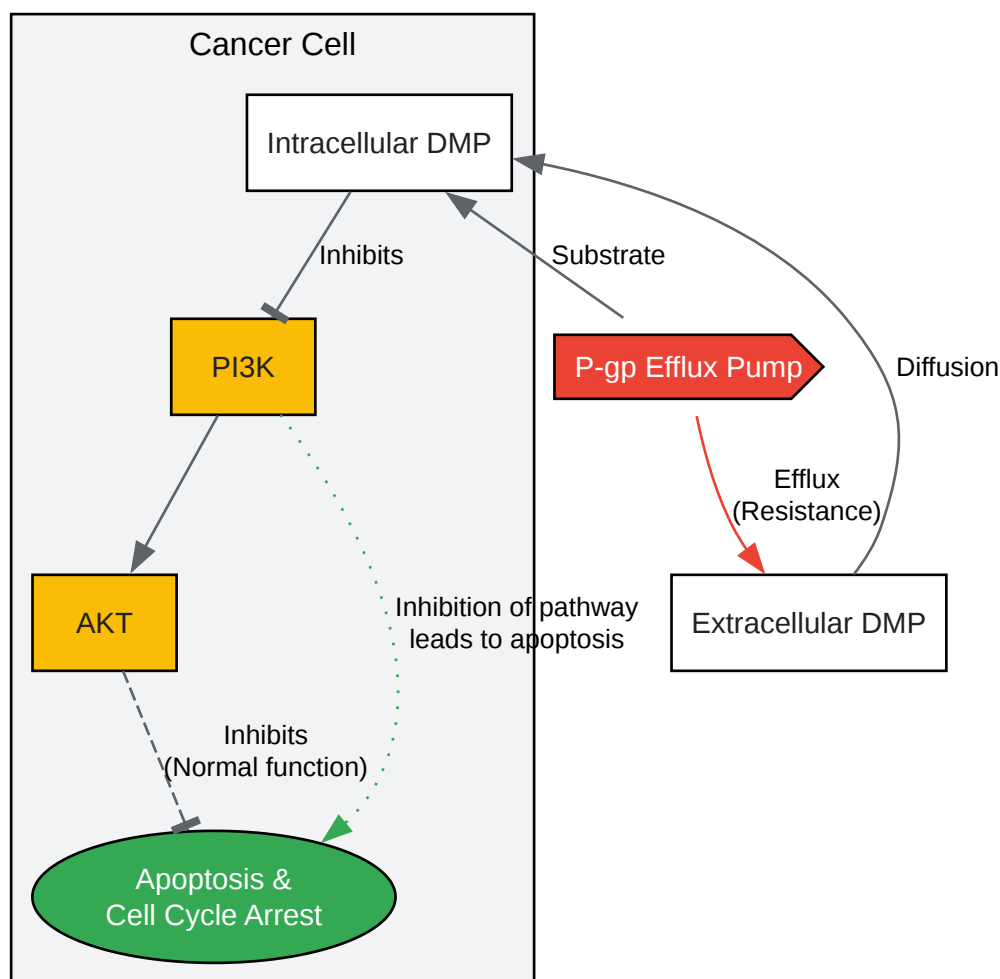 Cancer Cell
Intracellular DMP
Inhibits
Substrate
PI3K
P-gp Efflux Pump
Diffusion
Efflux
(Resistance)
AKT
Inhibition of pathway
leads to apoptosis
Extracellular DMP
Inhibits
(Normal function)
Apoptosis &
Cell Cycle Arrest